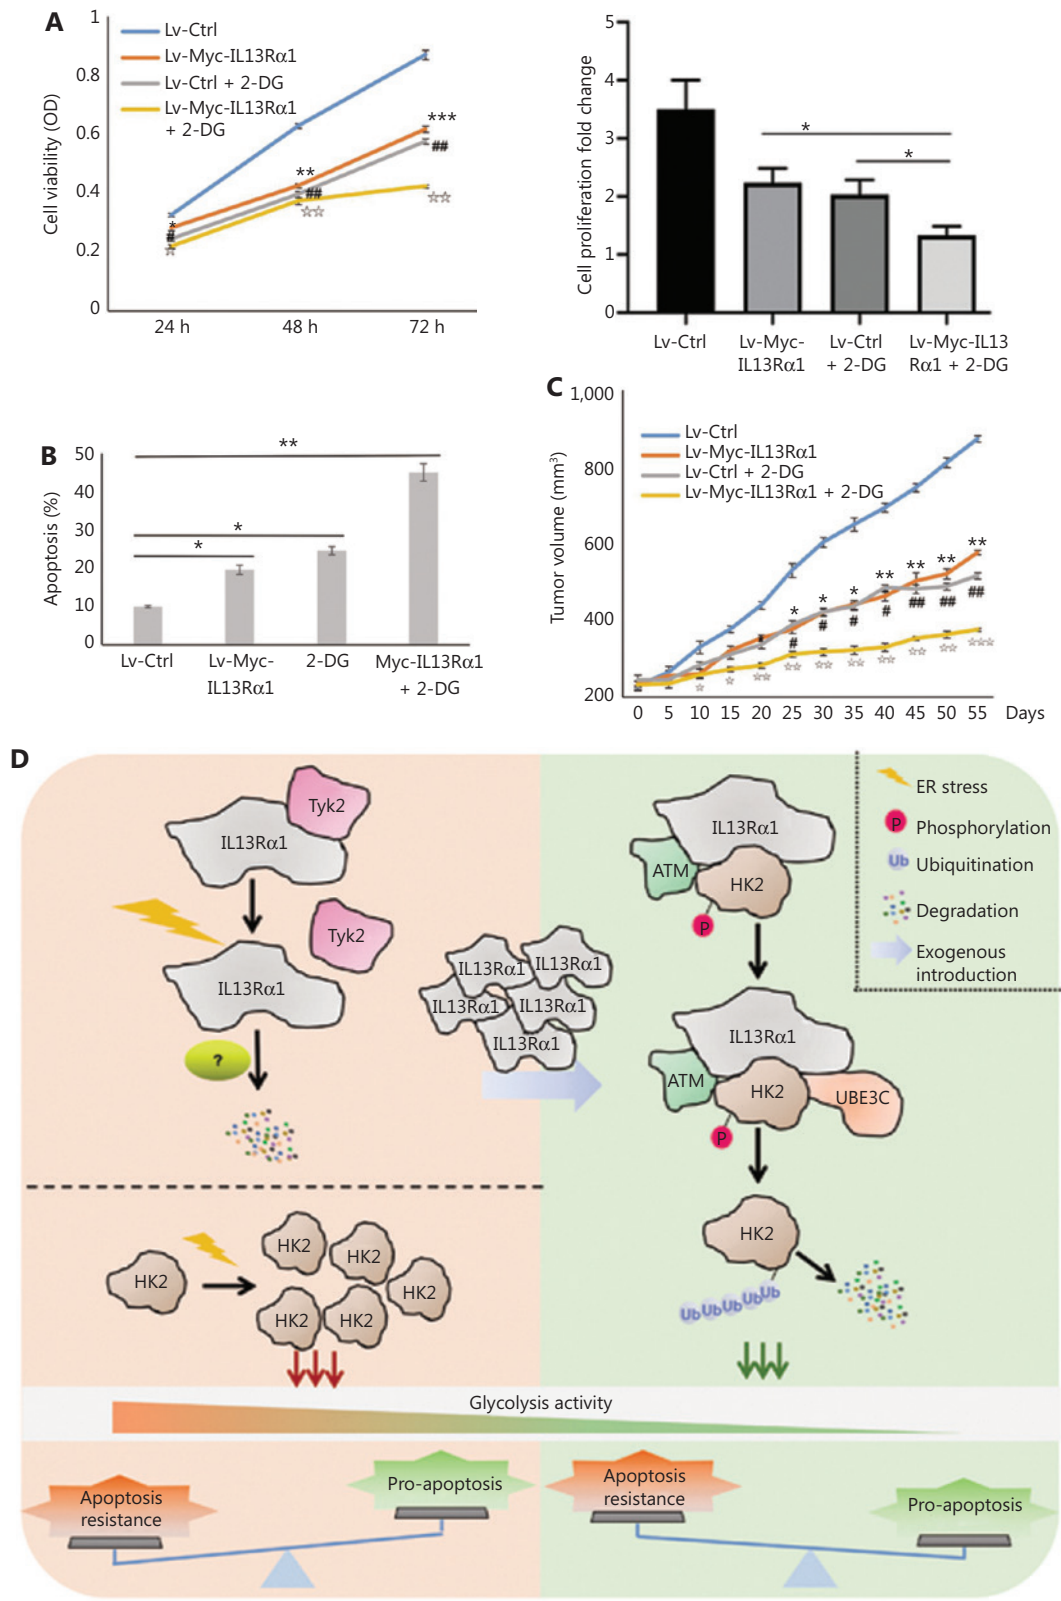 A
1
0.8
0.6
0.4
0.2
0
Cell viability (OD)
Lv-Ctrl
Lv-Myc-IL13Rα1
Lv-Ctrl + 2-DG
Lv-Myc-IL13Rα1
+ 2-DG
***
##
☆☆
**
##
☆☆
*
#
☆
24 h 48 h 72 h
5
4
3
2
1
0
Cell proliferation fold change
*
*
Lv-Ctrl
Lv-Myc-
IL13Rα1
Lv-Ctrl
+ 2-DG
Lv-Myc-IL13
Rα1 + 2-DG
B
50
40
30
20
10
0
Apoptosis (%)
**
*
*
Lv-Ctrl
Lv-Myc-
IL13Rα1
2-DG
Myc-IL13Rα1
+ 2-DG
C
1,000
800
600
400
200
Tumor volume (mm³)
Lv-Ctrl
Lv-Myc-IL13Rα1
Lv-Ctrl + 2-DG
Lv-Myc-IL13Rα1 + 2-DG
* * * ** ** ** **
# # # # ## ## ##
☆ ☆ ☆☆ ☆☆ ☆☆ ☆☆ ☆☆ ☆☆ ☆☆ ☆☆☆
0 5 10 15 20 25 30 35 40 45 50 55 Days
D
Tyk2
IL13Rα1
Tyk2
IL13Rα1
?
HK2
HK2
HK2
HK2
HK2
HK2
IL13Rα1
IL13Rα1
IL13Rα1
IL13Rα1
IL13Rα1
IL13Rα1
ATM
HK2
P
IL13Rα1
ATM
HK2
UBE3C
P
HK2
Ub Ub Ub Ub Ub
ER stress
P Phosphorylation
Ub Ubiquitination
Degradation
Exogenous
introduction
Glycolysis activity
Apoptosis
resistance
Pro-apoptosis
Apoptosis
resistance
Pro-apoptosis